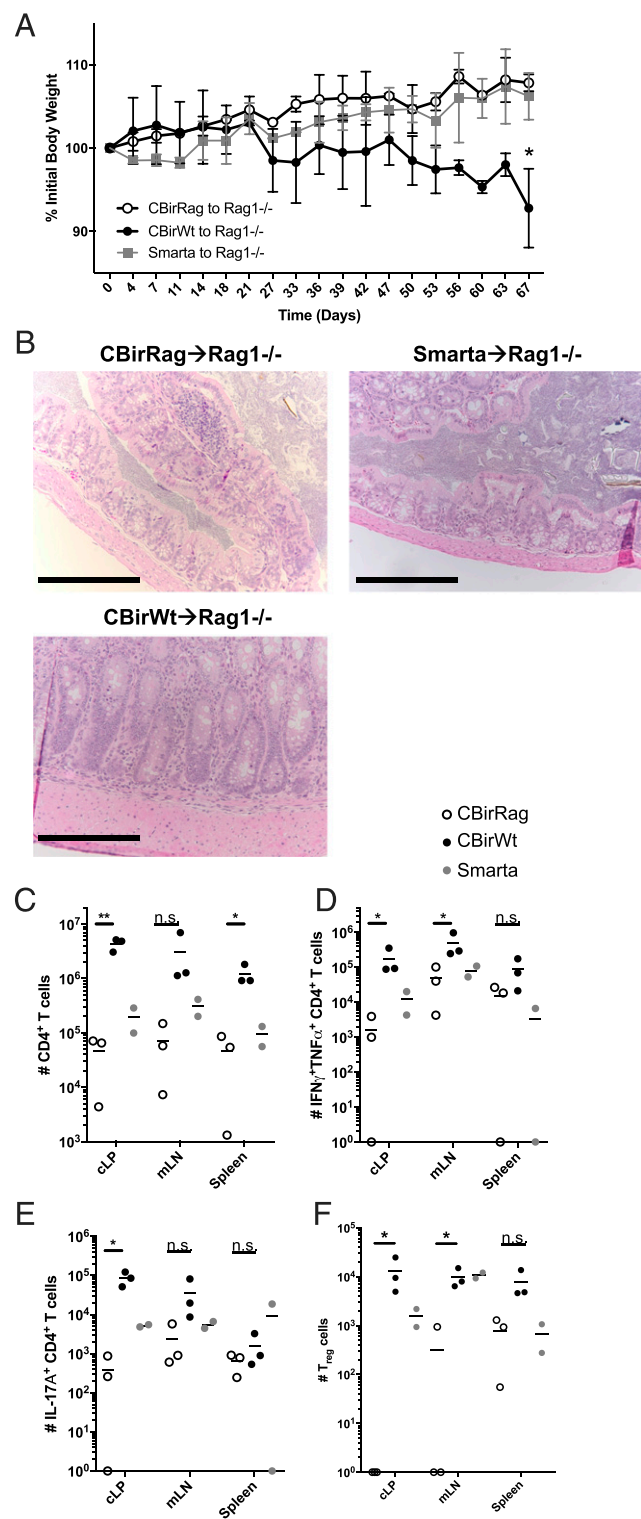 A
% Initial Body Weight
110
100
90
*
CBirRag to Rag1-/-
CBirWt to Rag1-/-
Smarta to Rag1-/-
0 4 7 11 14 18 21 27 33 36 39 42 47 50 53 56 60 63 67
Time (Days)
B
CBirRag→Rag1-/-
Smarta→Rag1-/-
CBirWt→Rag1-/-
CBirRag
CBirWt
Smarta
C
# CD4+ T cells
10^7
10^6
10^5
10^4
10^3
** n.s *
cLP mLN Spleen
D
# IFNγ+TNFα+ CD4+ T cells
10^6
10^5
10^4
10^3
10^2
10^1
10^0
* * n.s
cLP mLN Spleen
E
# IL-17A+ CD4+ T cells
10^6
10^5
10^4
10^3
10^2
10^1
10^0
* n.s n.s
cLP mLN Spleen
F
# Treg cells
10^5
10^4
10^3
10^2
10^1
10^0
* * n.s
cLP mLN Spleen